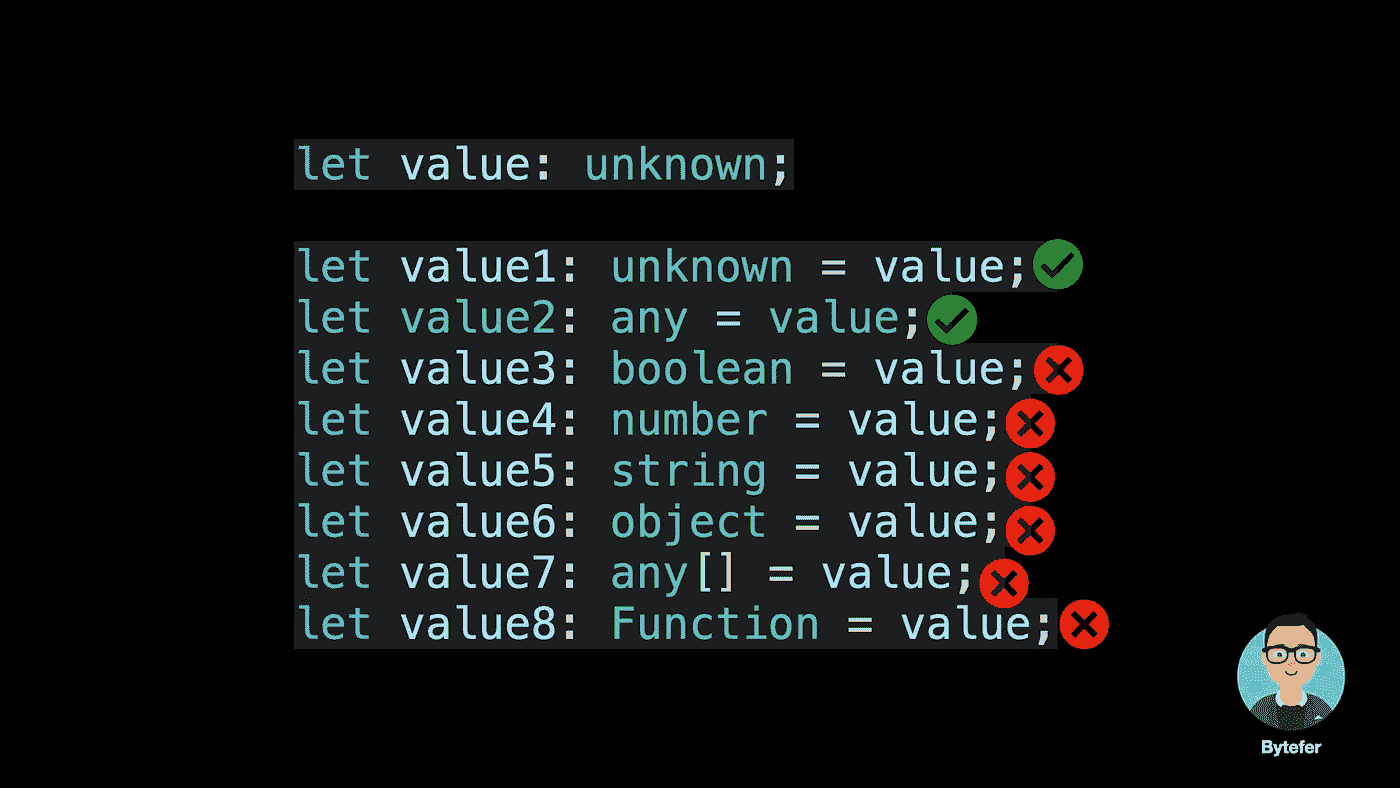 let value: unknown;
let value1: unknown = value;
let value2: any = value;
let value3: boolean = value;
let value4: number = value;
let value5: string = value;
let value6: object = value;
let value7: any[] = value;
let value8: Function = value;
Bytefer